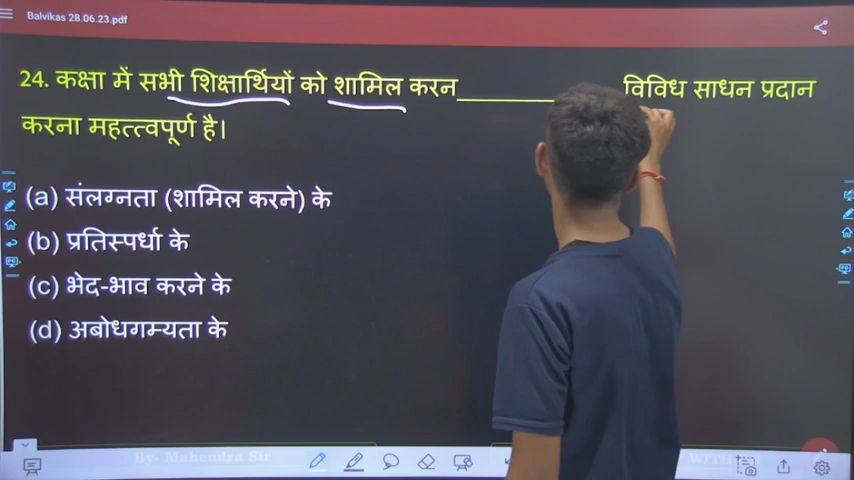 Balvikas 28.06.23.pdf
24. कक्षा में सभी शिक्षार्थियों को शामिल करन____________ विविध साधन प्रदान
करना महत्त्वपूर्ण है।
(a) संलग्नता (शामिल करने) के
(b) प्रतिस्पर्धा के
(c) भेद-भाव करने के
(d) अबोधगम्यता के
By- Mahendra Sir